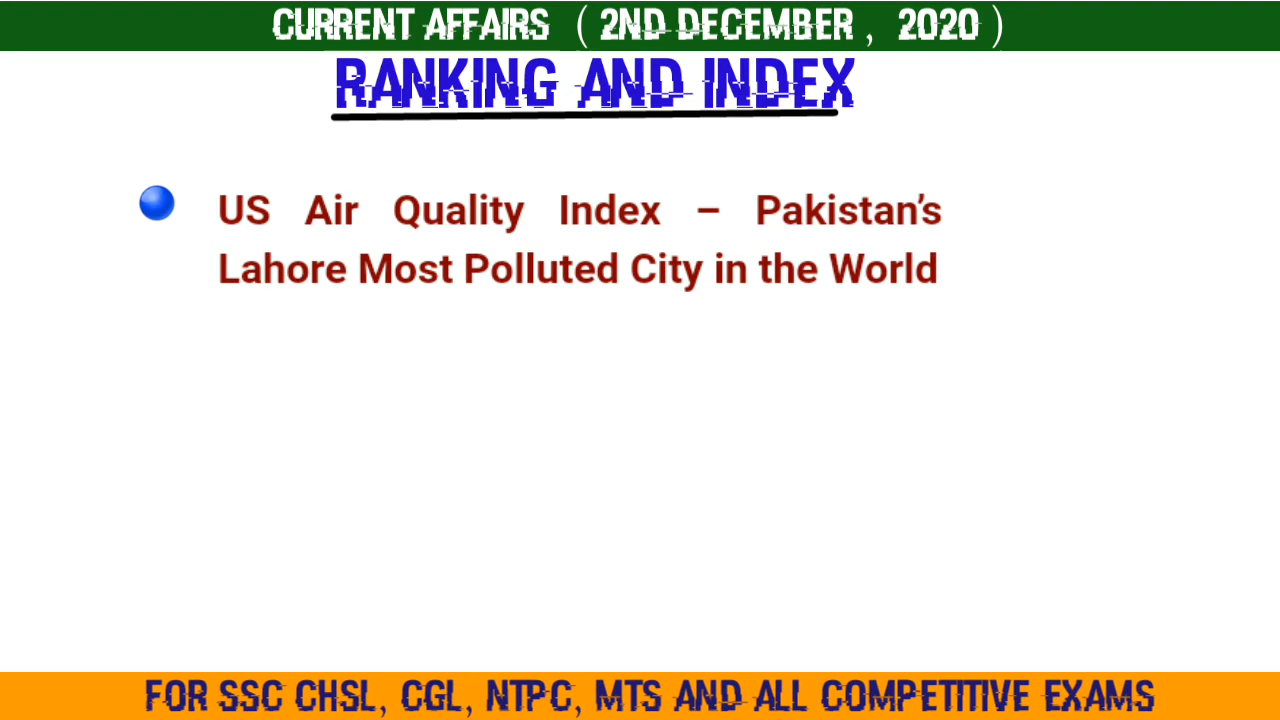 CURRENT AFFAIRS ( 2ND DECEMBER , 2020 )
RANKING AND INDEX
US Air Quality Index – Pakistan’s
Lahore Most Polluted City in the World
FOR SSC CHSL, CGL, NTPC, MTS AND ALL COMPETITIVE EXAMS